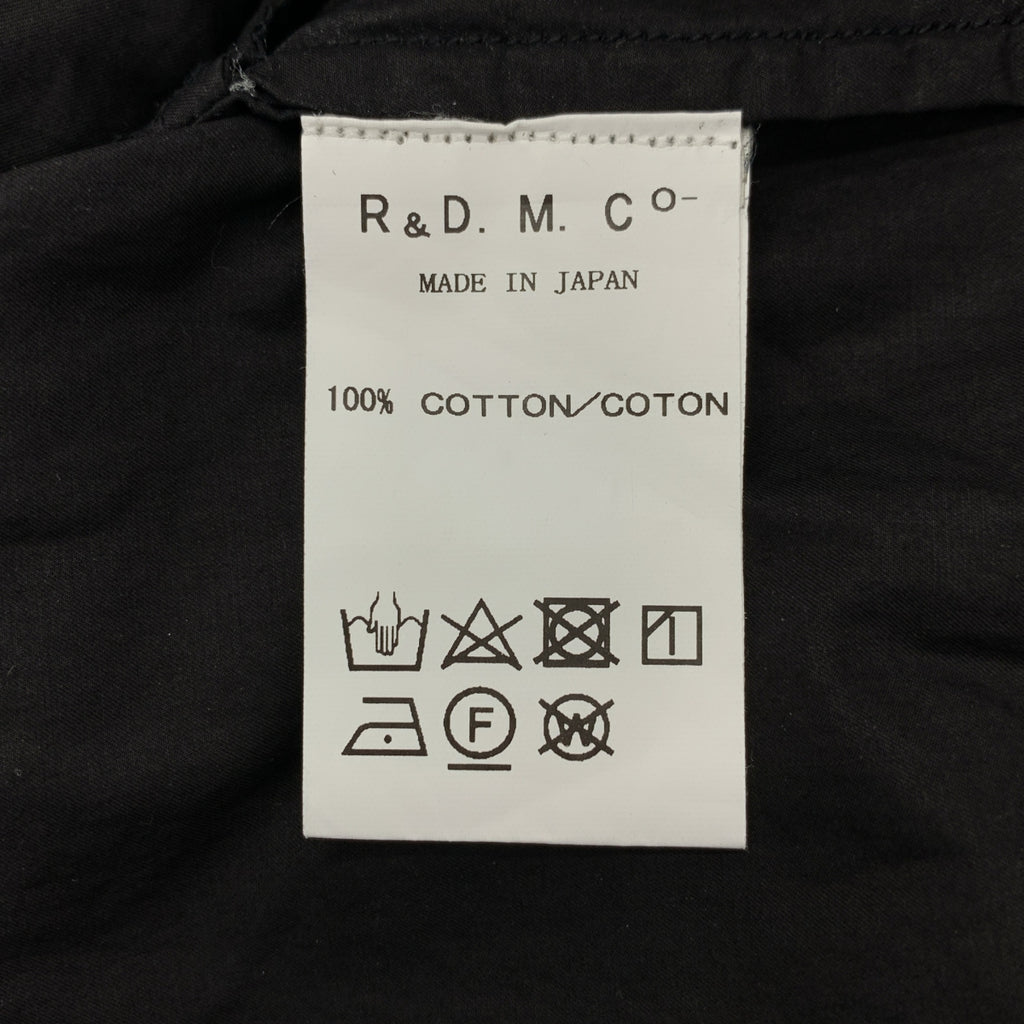 R&D. M. Cº-
MADE IN JAPAN
100% COTTON/COTON
F
W